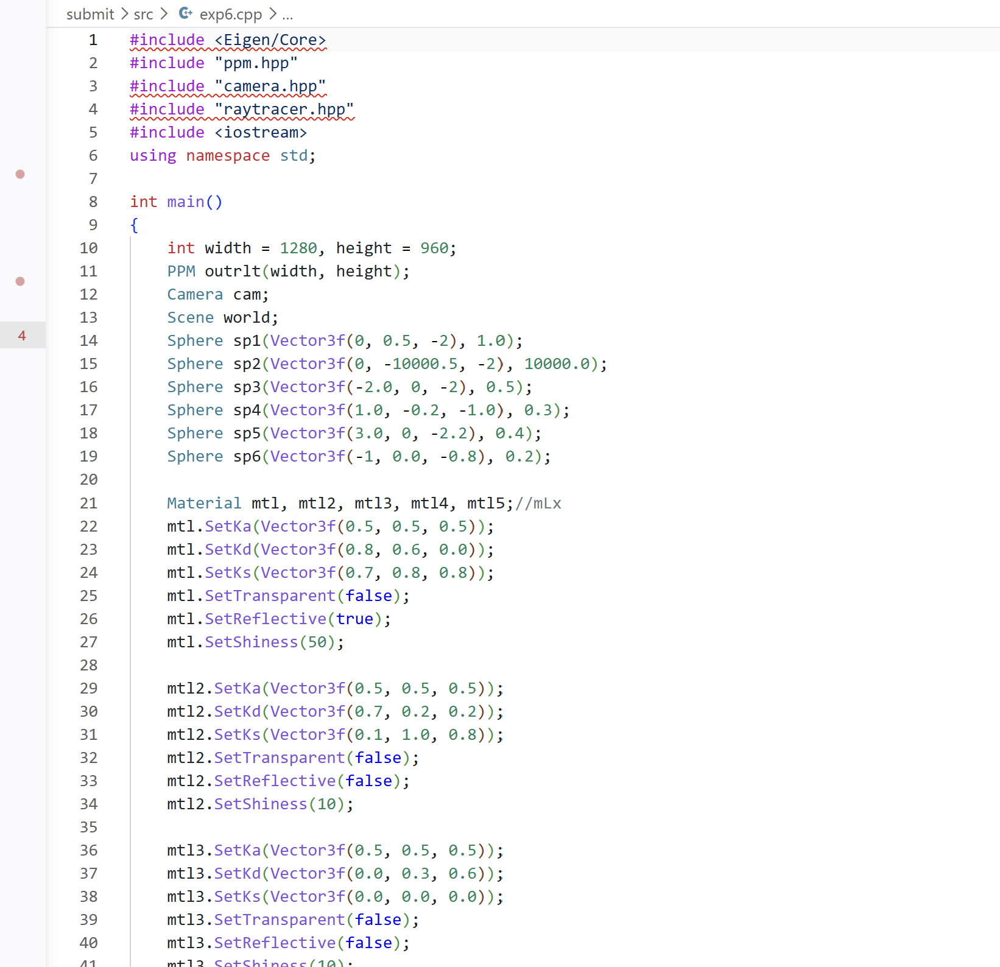 submit > src > exp6.cpp > ...
1 #include <Eigen/Core>
2 #include "ppm.hpp"
3 #include "camera.hpp"
4 #include "raytracer.hpp"
5 #include <iostream>
6 using namespace std;
7
8 int main()
9 {
10     int width = 1280, height = 960;
11     PPM outrlt(width, height);
12     Camera cam;
13     Scene world;
4
14     Sphere sp1(Vector3f(0, 0.5, -2), 1.0);
15     Sphere sp2(Vector3f(0, -10000.5, -2), 10000.0);
16     Sphere sp3(Vector3f(-2.0, 0, -2), 0.5);
17     Sphere sp4(Vector3f(1.0, -0.2, -1.0), 0.3);
18     Sphere sp5(Vector3f(3.0, 0, -2.2), 0.4);
19     Sphere sp6(Vector3f(-1, 0.0, -0.8), 0.2);
20
21     Material mtl, mtl2, mtl3, mtl4, mtl5;//mLx
22     mtl.SetKa(Vector3f(0.5, 0.5, 0.5));
23     mtl.SetKd(Vector3f(0.8, 0.6, 0.0));
24     mtl.SetKs(Vector3f(0.7, 0.8, 0.8));
25     mtl.SetTransparent(false);
26     mtl.SetReflective(true);
27     mtl.SetShiness(50);
28
29     mtl2.SetKa(Vector3f(0.5, 0.5, 0.5));
30     mtl2.SetKd(Vector3f(0.7, 0.2, 0.2));
31     mtl2.SetKs(Vector3f(0.1, 1.0, 0.8));
32     mtl2.SetTransparent(false);
33     mtl2.SetReflective(false);
34     mtl2.SetShiness(10);
35
36     mtl3.SetKa(Vector3f(0.5, 0.5, 0.5));
37     mtl3.SetKd(Vector3f(0.0, 0.3, 0.6));
38     mtl3.SetKs(Vector3f(0.0, 0.0, 0.0));
39     mtl3.SetTransparent(false);
40     mtl3.SetReflective(false);
41     mtl3.SetShiness(10);